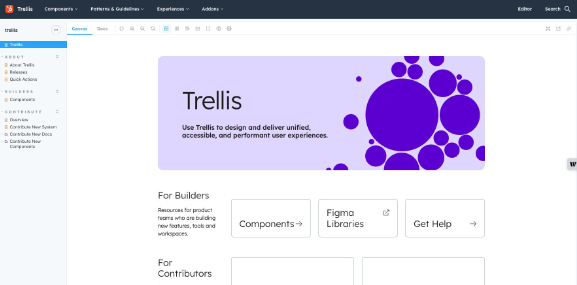 Trellis
Components
Patterns & Guidelines
Experiences
Addons
Editor
Search
trellis
Canvas
Docs
Trellis
ABOUT
About Trellis
Releases
Quick Actions
BUILDERS
Components
CONTRIBUTE
Overview
Contribute New System
Contribute New Docs
Contribute New
Components
Trellis
Use Trellis to design and deliver unified,
accessible, and performant user experiences.
For Builders
Resources for product
teams who are building
new features, tools and
workspaces.
Components
Figma
Libraries
Get Help
For
Contributors
W